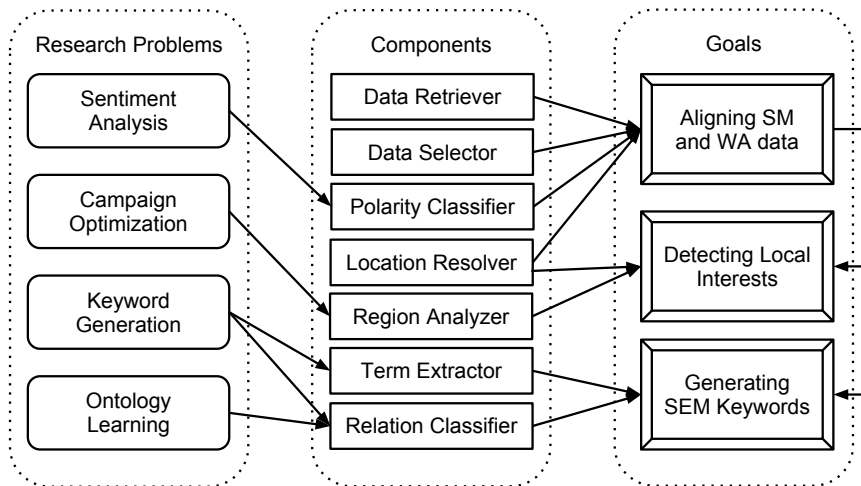 Research Problems
Sentiment
Analysis
Campaign
Optimization
Keyword
Generation
Ontology
Learning
Components
Data Retriever
Data Selector
Polarity Classifier
Location Resolver
Region Analyzer
Term Extractor
Relation Classifier
Goals
Aligning SM
and WA data
Detecting Local
Interests
Generating
SEM Keywords